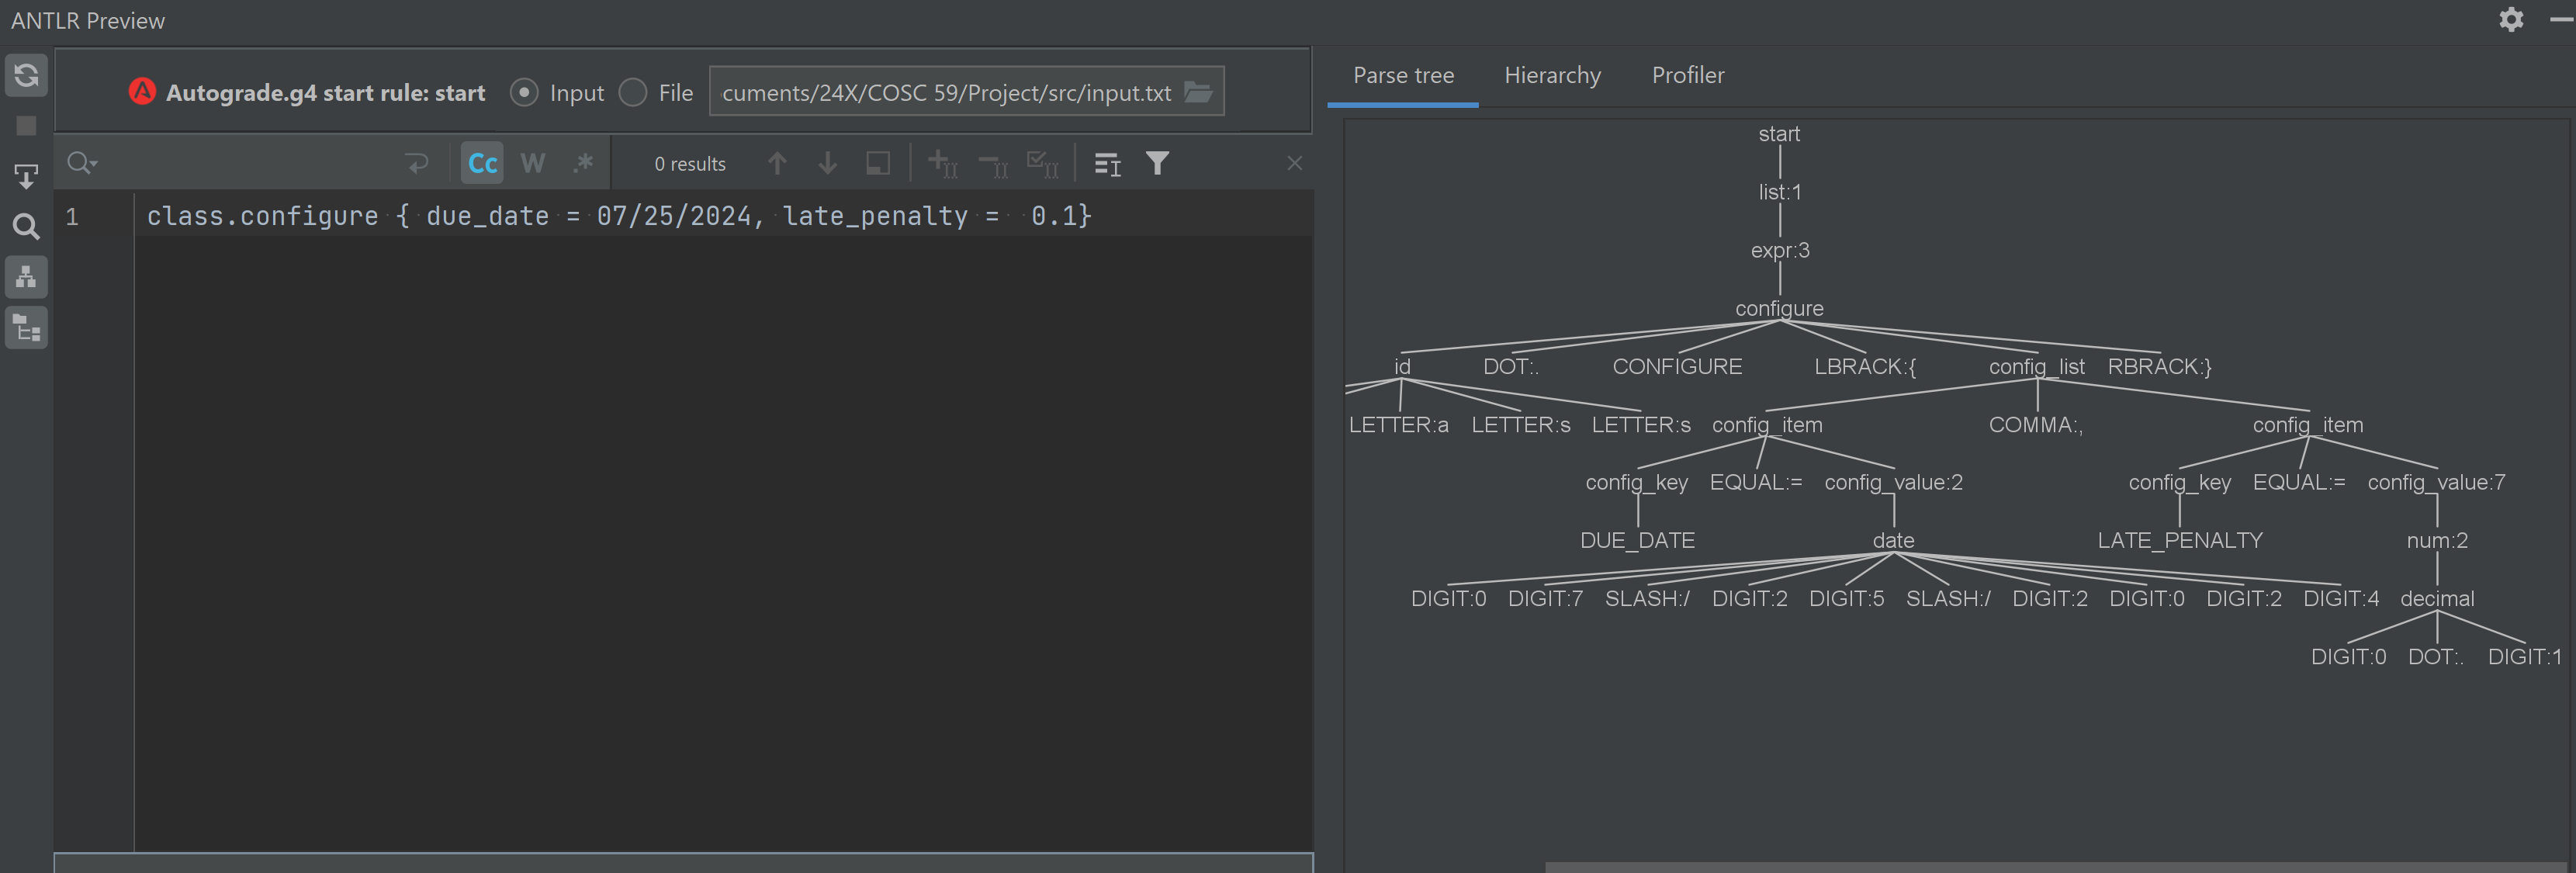 ANTLR Preview
Autograde.g4 start rule: start
Input
File
cuments/24X/COSC 59/Project/src/input.txt
Cc
W
.*
0 results
1
class.configure { due_date = 07/25/2024, late_penalty =  0.1}
Parse tree
Hierarchy
Profiler
start
list:1
expr:3
configure
id DOT:. CONFIGURE LBRACK:{ config_list RBRACK:}
LETTER:a LETTER:s LETTER:s config_item COMMA:, config_item
config_key EQUAL:= config_value:2 config_key EQUAL:= config_value:7
DUE_DATE date LATE_PENALTY num:2
DIGIT:0 DIGIT:7 SLASH:/ DIGIT:2 DIGIT:5 SLASH:/ DIGIT:2 DIGIT:0 DIGIT:2 DIGIT:4 decimal
DIGIT:0 DOT:. DIGIT:1